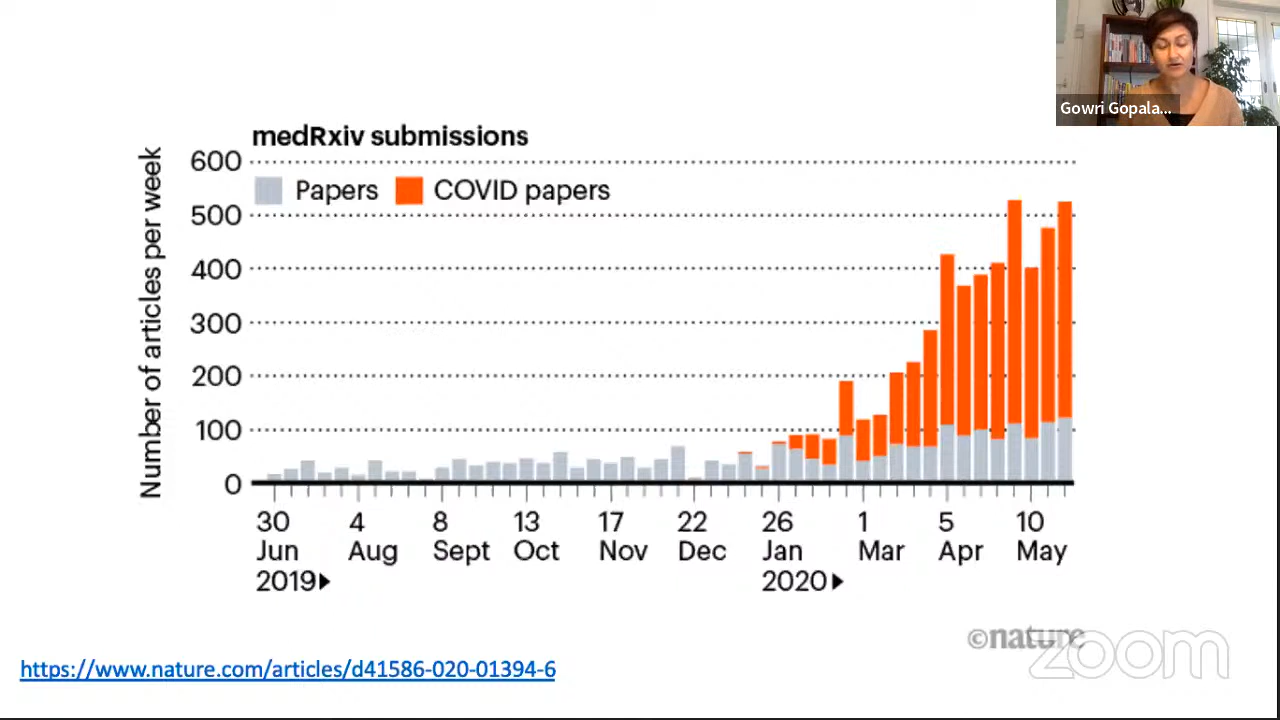 Gowri Gopala...
medRxiv submissions
Number of articles per week
Papers
COVID papers
600
500
400
300
200
100
0
30 Jun 2019▶
4 Aug
8 Sept
13 Oct
17 Nov
22 Dec
26 Jan 2020▶
1 Mar
5 Apr
10 May
©nature
zoom
https://www.nature.com/articles/d41586-020-01394-6